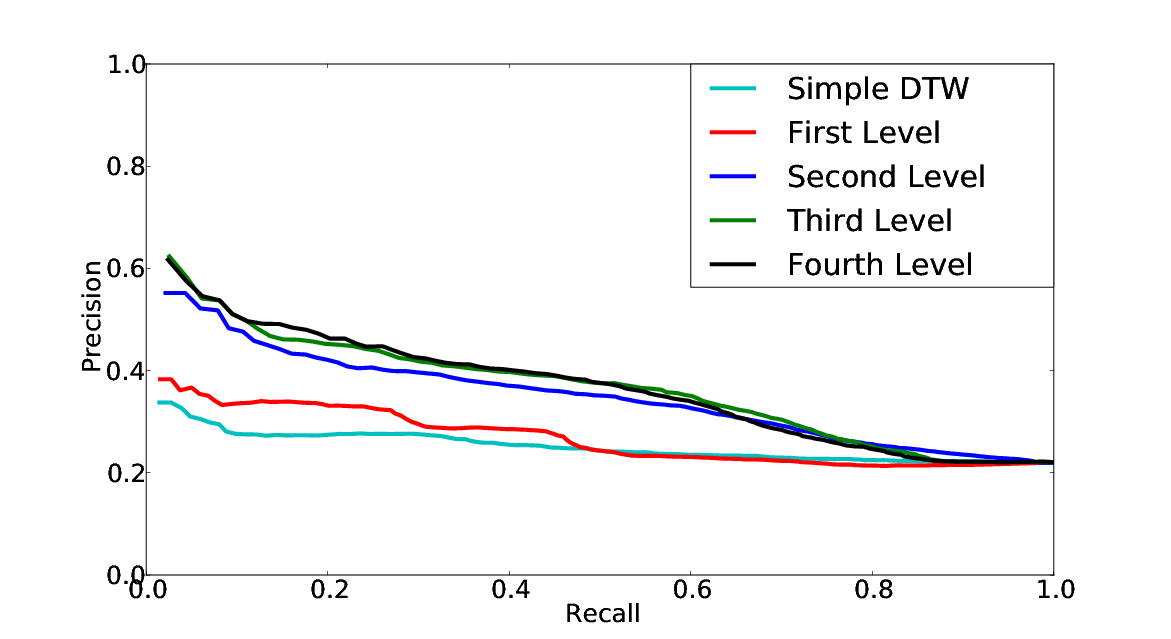 1.0
0.8
0.6
0.4
0.2
0.0
Precision
0.0 0.2 0.4 0.6 0.8 1.0
Recall
Simple DTW
First Level
Second Level
Third Level
Fourth Level